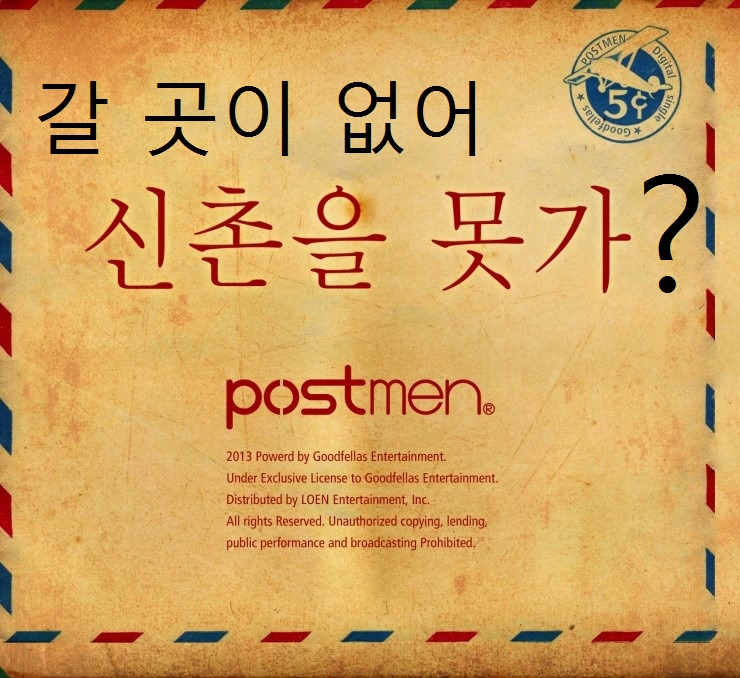 갈 곳이 없어
POSTMEN Digital Single
5¢
★ Goodfellas ★
신촌을 못가?
postmen®
2013 Powerd by Goodfellas Entertainment.
Under Exclusive License to Goodfellas Entertainment.
Distributed by LOEN Entertainment, Inc.
All rights Reserved. Unauthorized copying, lending,
public performance and broadcasting Prohibited.